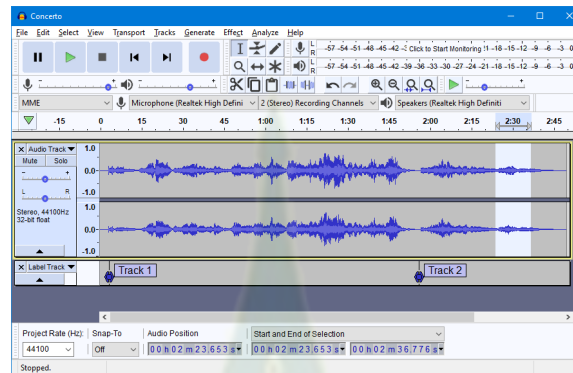 Concerto
File Edit Select View Transport Tracks Generate Effect Analyze Help
L
R
-57 -54 -51 -48 -45 -42 -3 Click to Start Monitoring !1 -18 -15 -12 -9 -6 -3 0
L
R
-57 -54 -51 -48 -45 -42 -39 -36 -33 -30 -27 -24 -21 -18 -15 -12 -9 -6 -3 0
MME Microphone (Realtek High Defini 2 (Stereo) Recording Channels Speakers (Realtek High Definiti
-15 0 15 30 45 1:00 1:15 1:30 1:45 2:00 2:15 2:30 2:45
Audio Track
Mute Solo
- +
L R
Stereo, 44100Hz
32-bit float
1.0
0.0
-1.0
1.0
0.0
-1.0
Label Track
Track 1 Track 2
Project Rate (Hz): Snap-To Audio Position Start and End of Selection
44100 Off 00 h 02 m 23.653 s 00 h 02 m 23.653 s 00 h 02 m 36.776 s
Stopped.